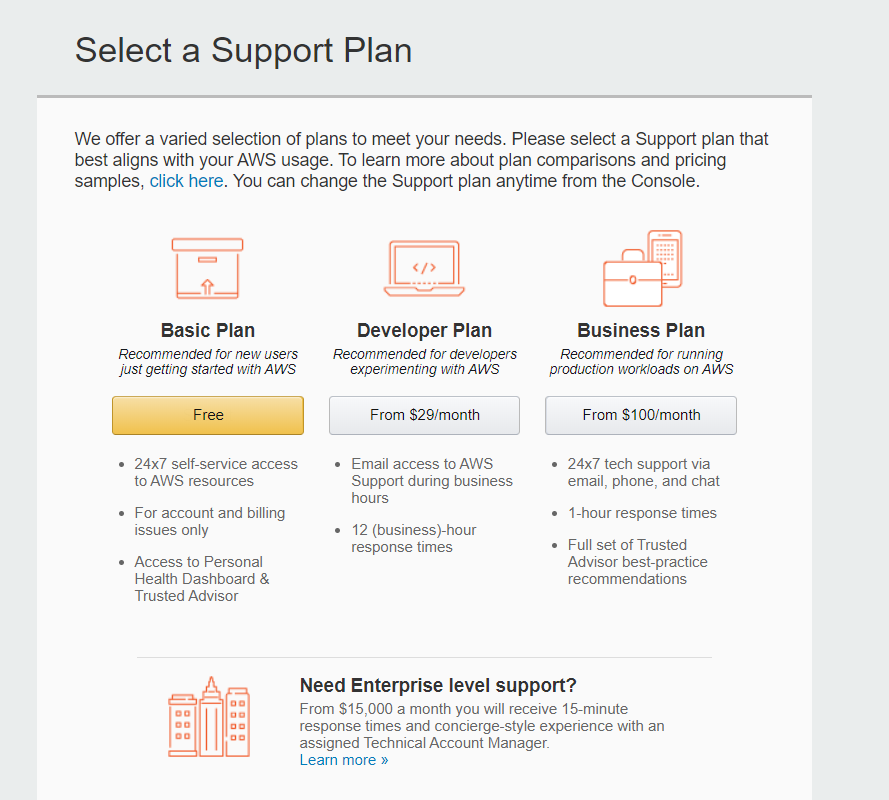 Select a Support Plan
We offer a varied selection of plans to meet your needs. Please select a Support plan that
best aligns with your AWS usage. To learn more about plan comparisons and pricing
samples, click here. You can change the Support plan anytime from the Console.
</>
Basic Plan
Recommended for new users
just getting started with AWS
Free
• 24x7 self-service access
to AWS resources
• For account and billing
issues only
• Access to Personal
Health Dashboard &
Trusted Advisor
Developer Plan
Recommended for developers
experimenting with AWS
From $29/month
• Email access to AWS
Support during business
hours
• 12 (business)-hour
response times
Business Plan
Recommended for running
production workloads on AWS
From $100/month
• 24x7 tech support via
email, phone, and chat
• 1-hour response times
• Full set of Trusted
Advisor best-practice
recommendations
Need Enterprise level support?
From $15,000 a month you will receive 15-minute
response times and concierge-style experience with an
assigned Technical Account Manager.
Learn more »